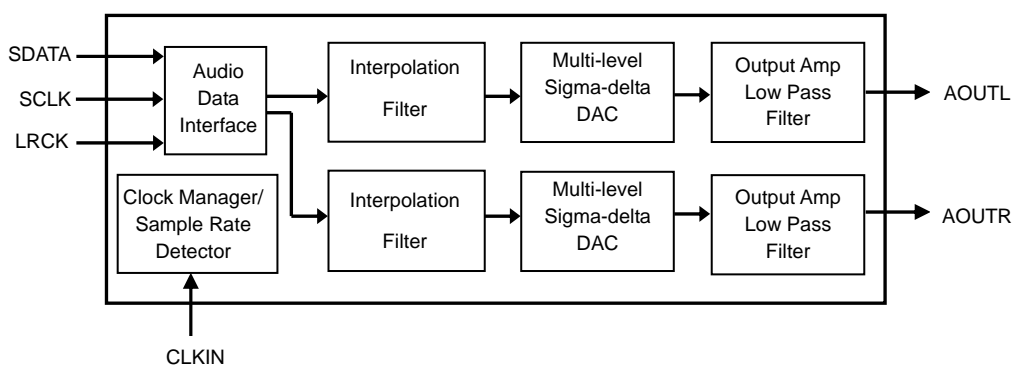 SDATA
SCLK
LRCK
Audio
Data
Interface
Interpolation
Filter
Multi-level
Sigma-delta
DAC
Output Amp
Low Pass
Filter
AOUTL
Clock Manager/
Sample Rate
Detector
Interpolation
Filter
Multi-level
Sigma-delta
DAC
Output Amp
Low Pass
Filter
AOUTR
CLKIN